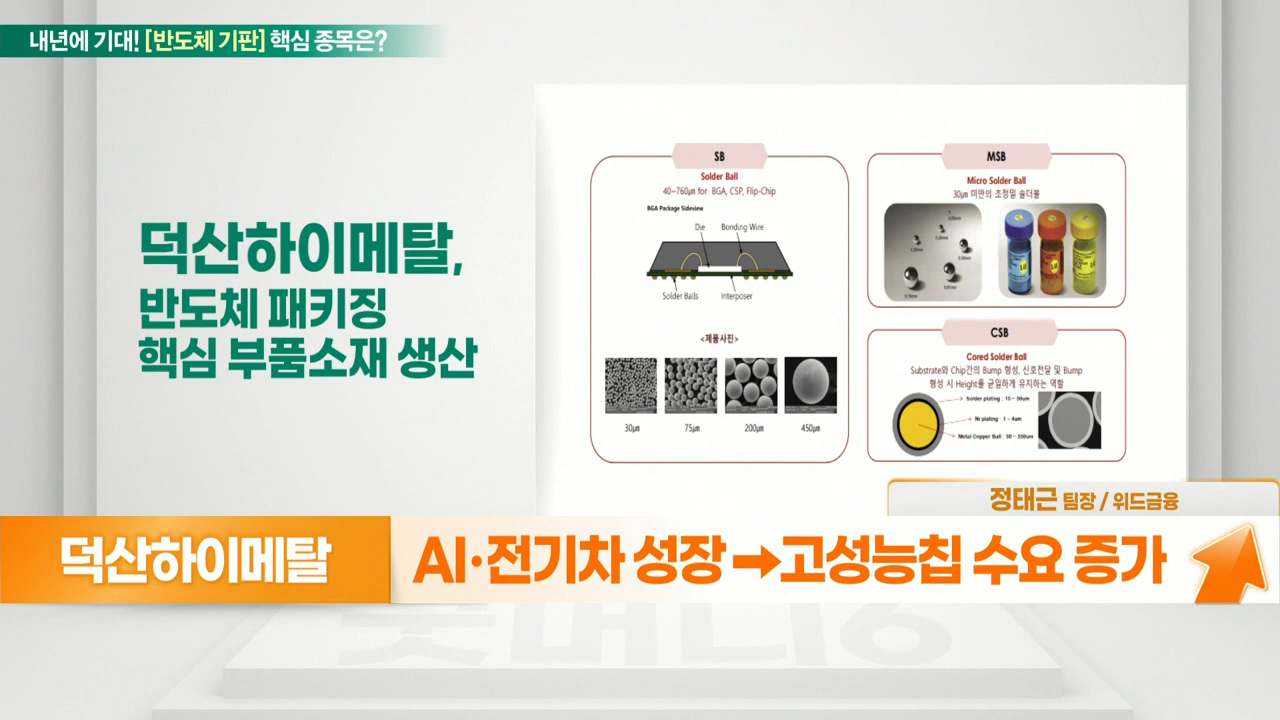 내년에 기대! [반도체 기판] 핵심 종목은?
덕산하이메탈,
반도체 패키징
핵심 부품소재 생산
SB
Solder Ball
40~760㎛ for BGA, CSP, Flip-Chip
BGA Package Sideview
Die
Bonding Wire
Solder Balls
Interposer
<제품사진>
30㎛
75㎛
200㎛
450㎛
MSB
Micro Solder Ball
30㎛ 미만의 초정밀 솔더볼
CSB
Cored Solder Ball
Substrate와 Chip간의 Bump 형성, 신호전달 및 Bump
형성 시 Height를 균일하게 유지하는 역할
Solder plating : 10 ~ 50um
Ni plating : 1 ~ 4um
Metal Copper Ball : 50 ~ 350um
정태근 팀장 / 위드금융
덕산하이메탈
AI·전기차 성장➡고성능칩 수요 증가